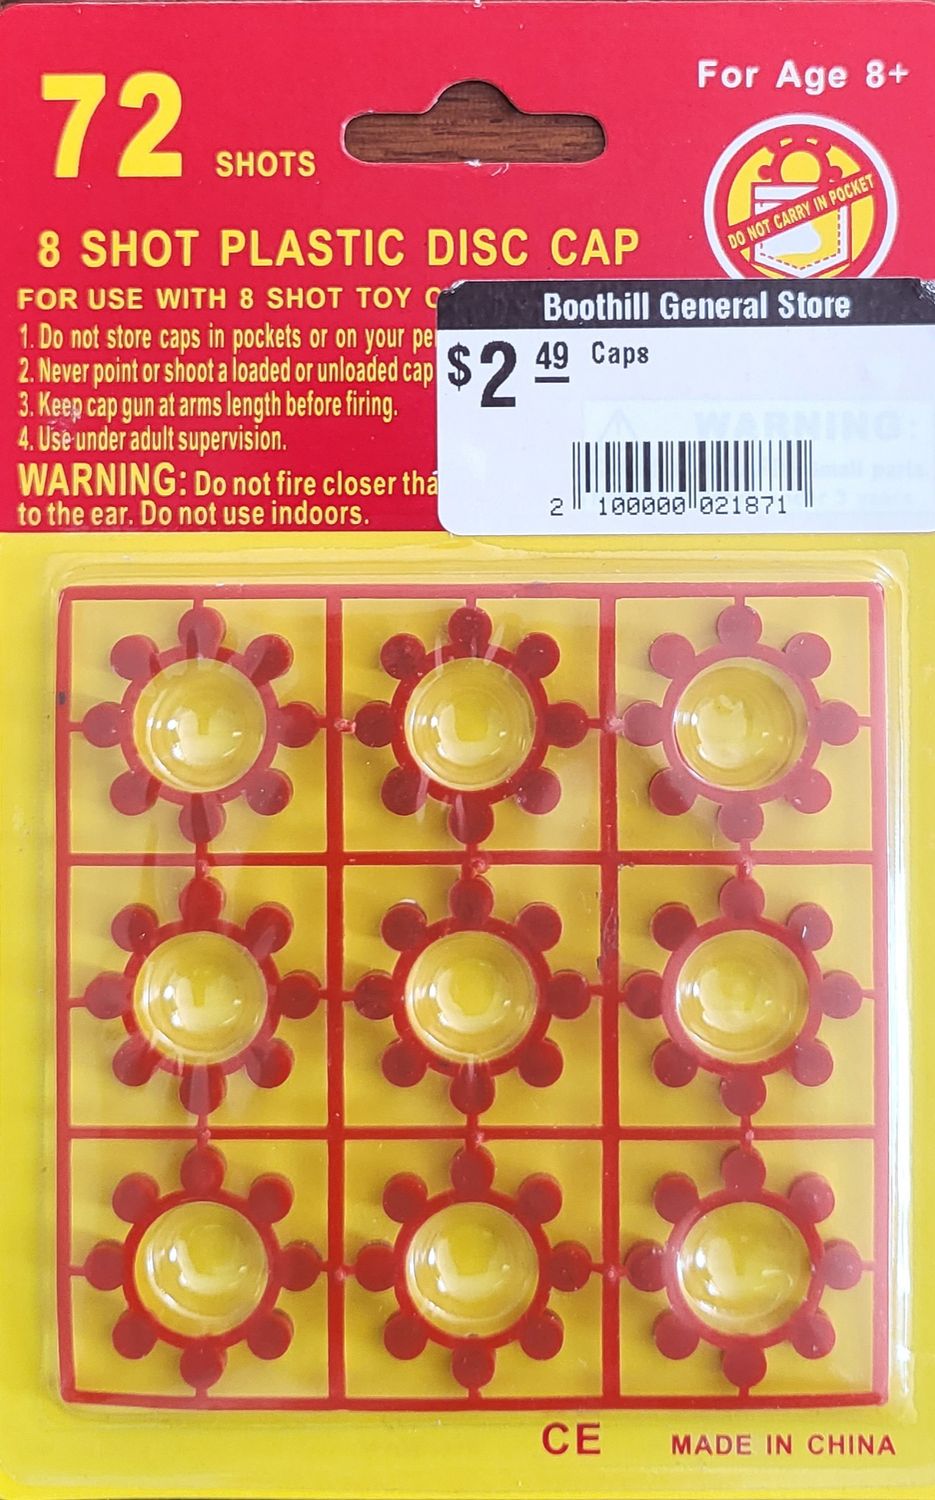 For Age 8+
72 SHOTS
DO NOT CARRY IN POCKET
8 SHOT PLASTIC DISC CAP
FOR USE WITH 8 SHOT TOY
1. Do not store caps in pockets or on your
2. Never point or shoot a loaded or unloaded cap
3. Keep cap gun at arms length before firing.
4. Use under adult supervision.
WARNING: Do not fire closer
to the ear. Do not use indoors.
Boothill General Store
$2 49 Caps
WARNING:
small parts
2 100000 021871
CE
MADE IN CHINA